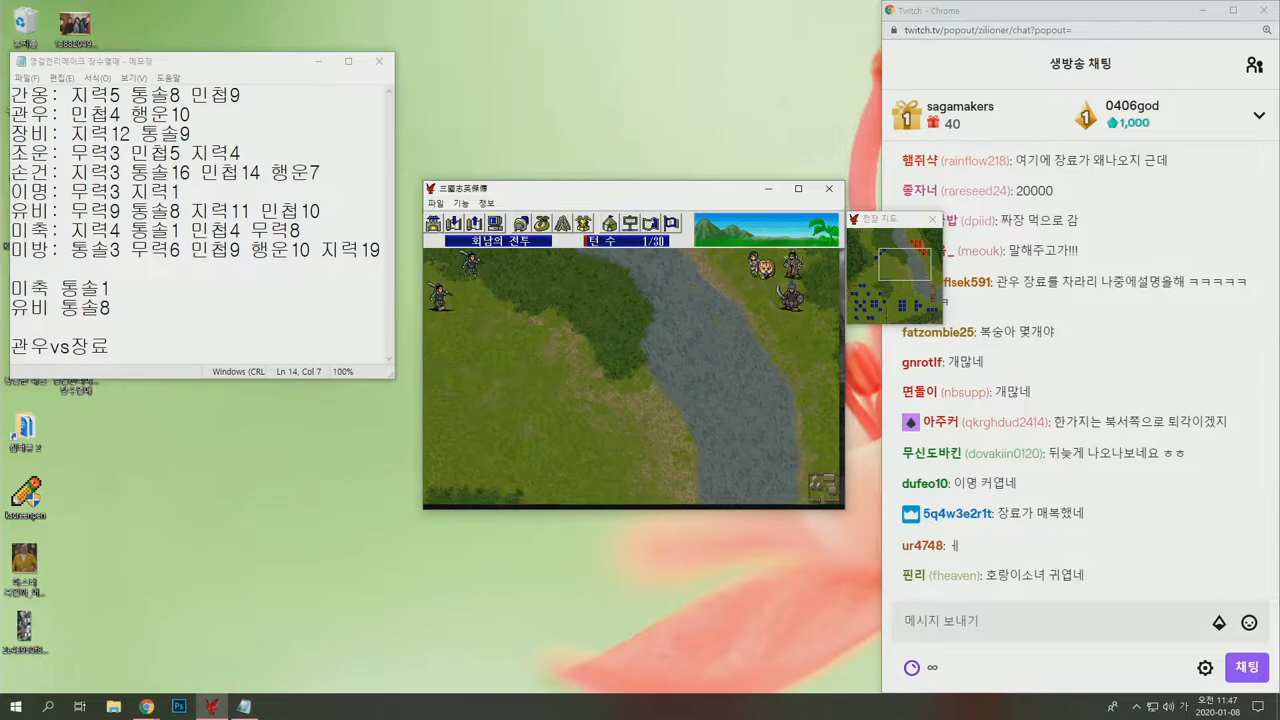 휴지통
영걸전리메이크 장수열매 - 메모장
파일(F) 편집(E) 서식(O) 보기(V) 도움말
간옹: 지력5 통솔8 민첩9
관우: 민첩4 행운10
장비: 지력12 통솔9
조운: 무력3 민첩5 지력4
손건: 지력3 통솔16 민첩14 행운7
이명: 무력3 지력1
유비: 무력9 통솔8 지력11 민첩10
미축: 지력4 통솔1 민첩4 무력8
미방: 통솔3 무력6 민첩9 행운10 지력19
미축 통솔1
유비 통솔8
관우vs장료
Windows (CRL Ln 14, Col 7 100%
kscreenpen
三國志英傑傳
파일 기능 정보
회남의 전투 턴 수 1/30
전장 지도
Twitch - Chrome
twitch.tv/popout/zilioner/chat?popout=
생방송 채팅
1 sagamakers 40
1 0406god 1,000
햄쥐샥 (rainflow218): 여기에 장료가 왜나오지 근데
좋자너 (rareseed24): 20000
밥 (dpiid): 짜장 먹으로 감
_ (meouk): 말해주고가!!!
flsek591: 관우 장료를 차라리 나중에설명을해 ㅋㅋㅋㅋㅋ
ㅋ
fatzombie25: 복숭아 몇개야
gnrotlf: 개많네
면돌이 (nbsupp): 개많네
아주커 (qkrghdud2414): 한가지는 북서쪽으로 퇴각이겠지
무신도바킨 (dovakiin0120): 뒤늦게 나오나보네요 ㅎㅎ
dufeo10: 이명 커엽네
5q4w3e2r1t: 장료가 매복했네
ur4748: ㅔ
핀리 (fheaven): 호랑이소녀 귀엽네
메시지 보내기
∞
채팅
가
오전 11:47
2020-01-08